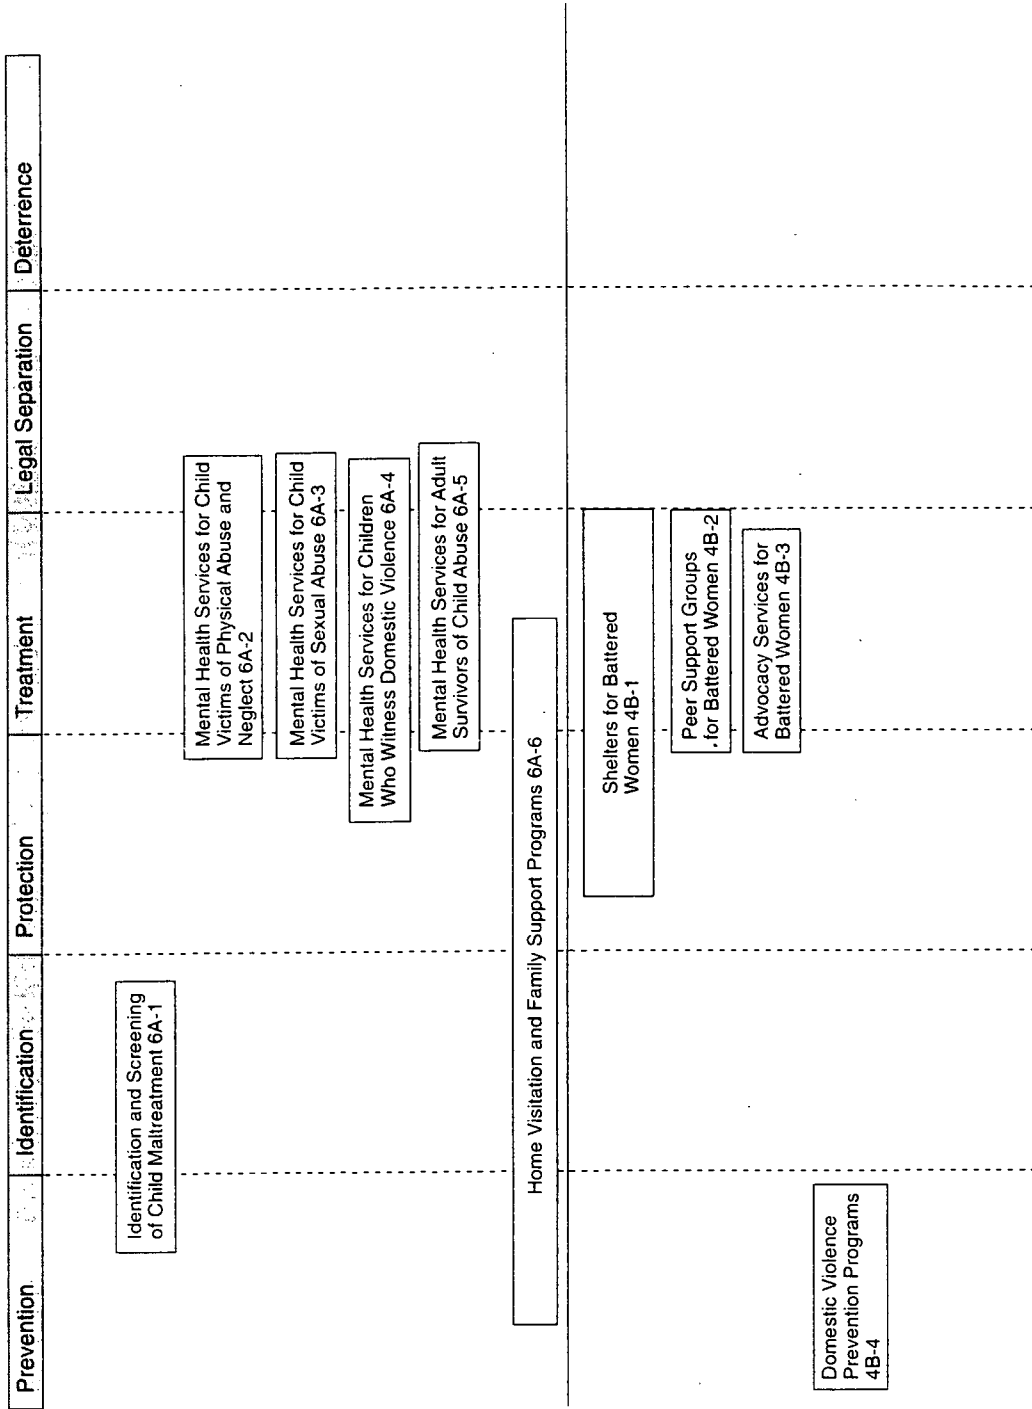 Prevention
Identification
Protection
Treatment
Legal Separation
Deterrence
Identification and Screening
of Child Maltreatment 6A-1
Mental Health Services for Child
Victims of Physical Abuse and
Neglect 6A-2
Mental Health Services for Child
Victims of Sexual Abuse 6A-3
Mental Health Services for Children
Who Witness Domestic Violence 6A-4
Mental Health Services for Adult
Survivors of Child Abuse 6A-5
Home Visitation and Family Support Programs 6A-6
Shelters for Battered
Women 4B-1
Peer Support Groups
for Battered Women 4B-2
Advocacy Services for
Battered Women 4B-3
Domestic Violence
Prevention Programs
4B-4